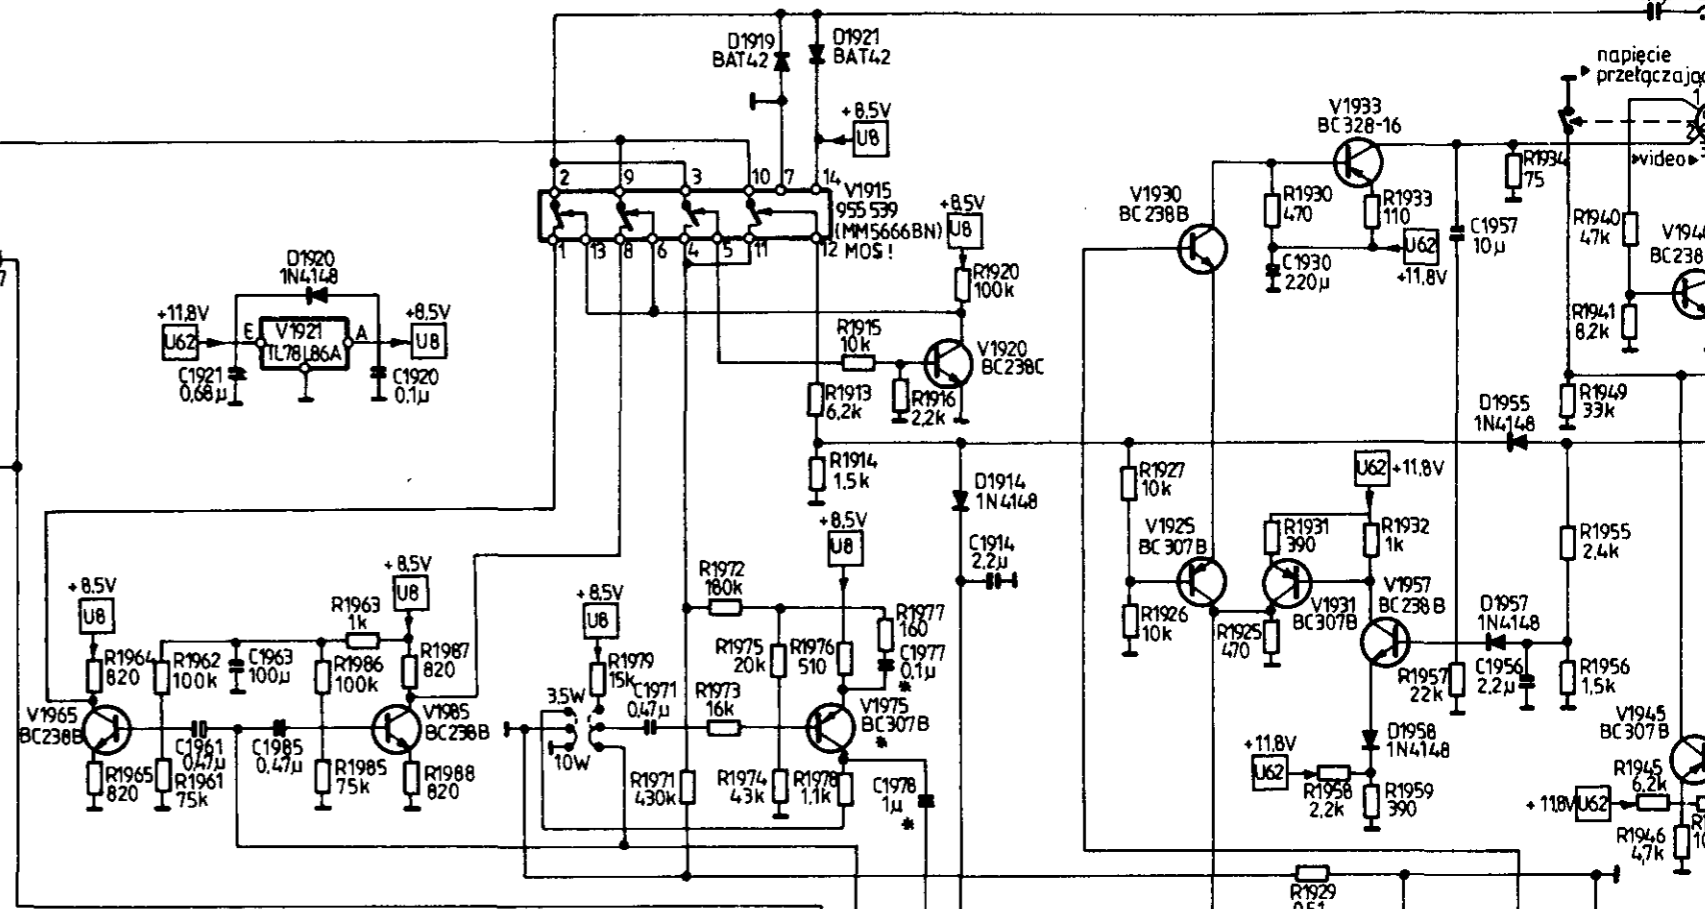 D1919
BAT42
D1921
BAT42
+8,5V
U8
napięcie
▸przełączają
1
2
▸video▸
V1933
BC328-16
R1934
75
2
9
3
10
7
14
V1915
955 539
(MM5666BN)
MOS !
1
13
8
6
4
5
11
12
+8,5V
U8
R1920
100k
V1930
BC 238B
R1930
470
R1933
110
U62
+11,8V
C1930
220µ
C1957
10µ
R1940
47k
BC238
R1941
8,2k
7
D1920
1N4148
+11,8V
U62
E
V1921
TL78L86A
A
+8,5V
U8
C1921
0,68µ
C1920
0,1µ
R1915
10k
V1920
BC238C
R1913
6,2k
R1916
2,2k
R1914
1,5k
D1914
1N4148
C1914
2,2µ
D1955
1N4148
R1949
33k
R1927
10k
U62
+11,8V
V1925
BC307B
R1931
390
R1932
1k
R1955
2,4k
R1926
10k
R1925
470
V1931
BC307B
V1957
BC238B
D1957
1N4148
R1957
22k
C1956
2,2µ
R1956
1,5k
+8,5V
U8
R1963
1k
+8,5V
U8
R1964
820
R1962
100k
C1963
100µ
R1986
100k
R1987
820
V1965
BC238B
C1961
0,47µ
C1985
0,47µ
V1985
BC238B
R1965
820
R1961
75k
R1985
75k
R1988
820
+8,5V
U8
R1979
15k
3,5W
10W
C1971
0,47µ
R1973
16k
R1972
180k
+8,5V
U8
R1975
20k
R1976
510
R1977
160
C1977
0,1µ
*
V1975
BC307B
*
R1971
430k
R1974
43k
R1978
1,1k
C1978
1µ
*
D1958
1N4148
+11,8V
U62
R1958
2,2k
R1959
390
V1945
BC307B
R1945
6,2k
+11,8V
U62
R1946
4,7k
R1929